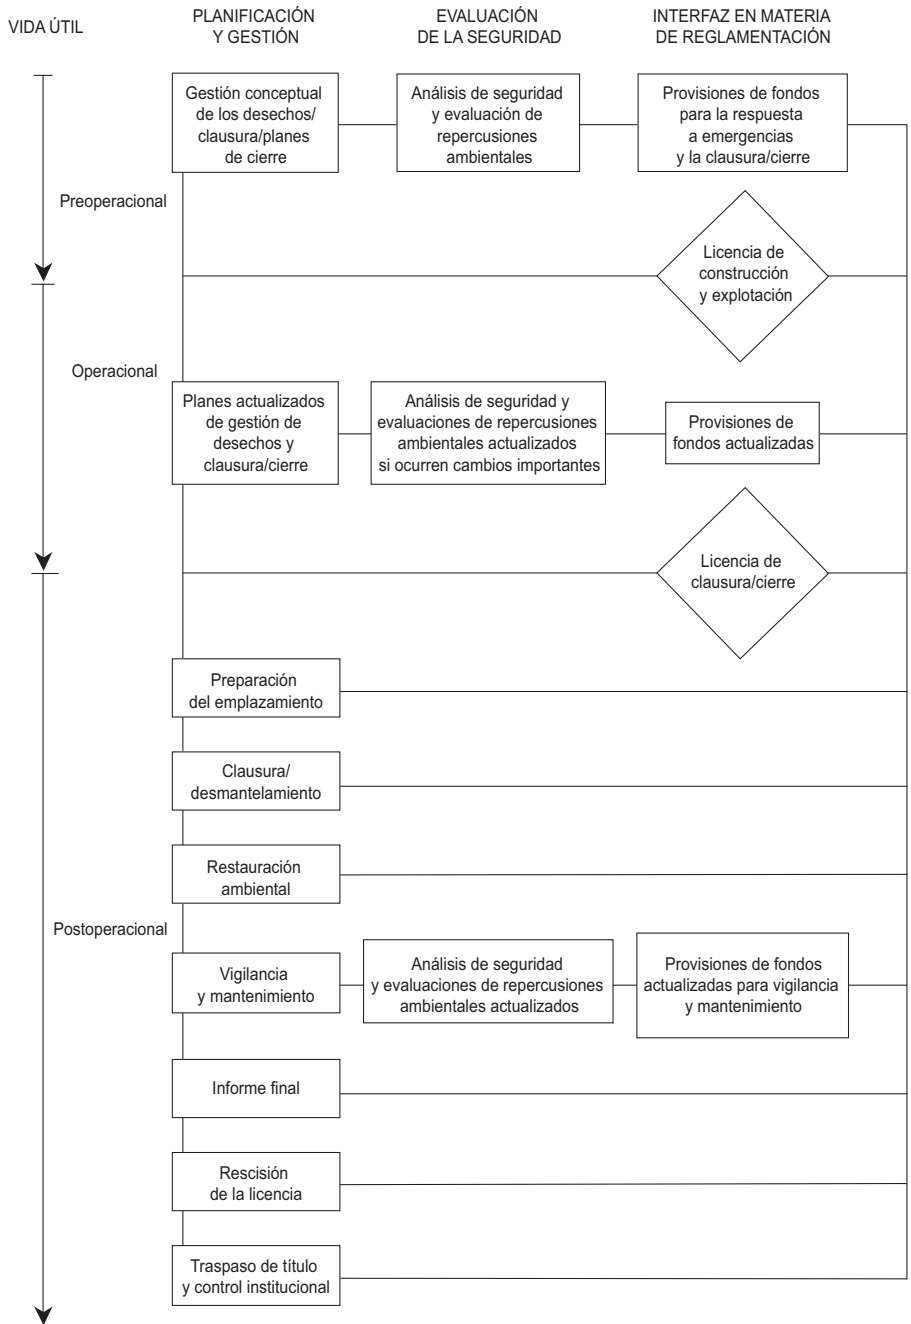 VIDA ÚTIL
PLANIFICACIÓN
Y GESTIÓN
EVALUACIÓN
DE LA SEGURIDAD
INTERFAZ EN MATERIA
DE REGLAMENTACIÓN
Gestión conceptual
de los desechos/
clausura/planes
de cierre
Análisis de seguridad
y evaluación de
repercusiones
ambientales
Provisiones de fondos
para la respuesta
a emergencias
y la clausura/cierre
Preoperacional
Licencia de
construcción
y explotación
Operacional
Planes actualizados
de gestión de
desechos y
clausura/cierre
Análisis de seguridad y
evaluaciones de repercusiones
ambientales actualizados
si ocurren cambios importantes
Provisiones de
fondos actualizadas
Licencia de
clausura/cierre
Preparación
del emplazamiento
Clausura/
desmantelamiento
Restauración
ambiental
Postoperacional
Vigilancia
y mantenimiento
Análisis de seguridad
y evaluaciones de repercusiones
ambientales actualizados
Provisiones de fondos
actualizadas para vigilancia
y mantenimiento
Informe final
Rescisión
de la licencia
Traspaso de título
y control institucional